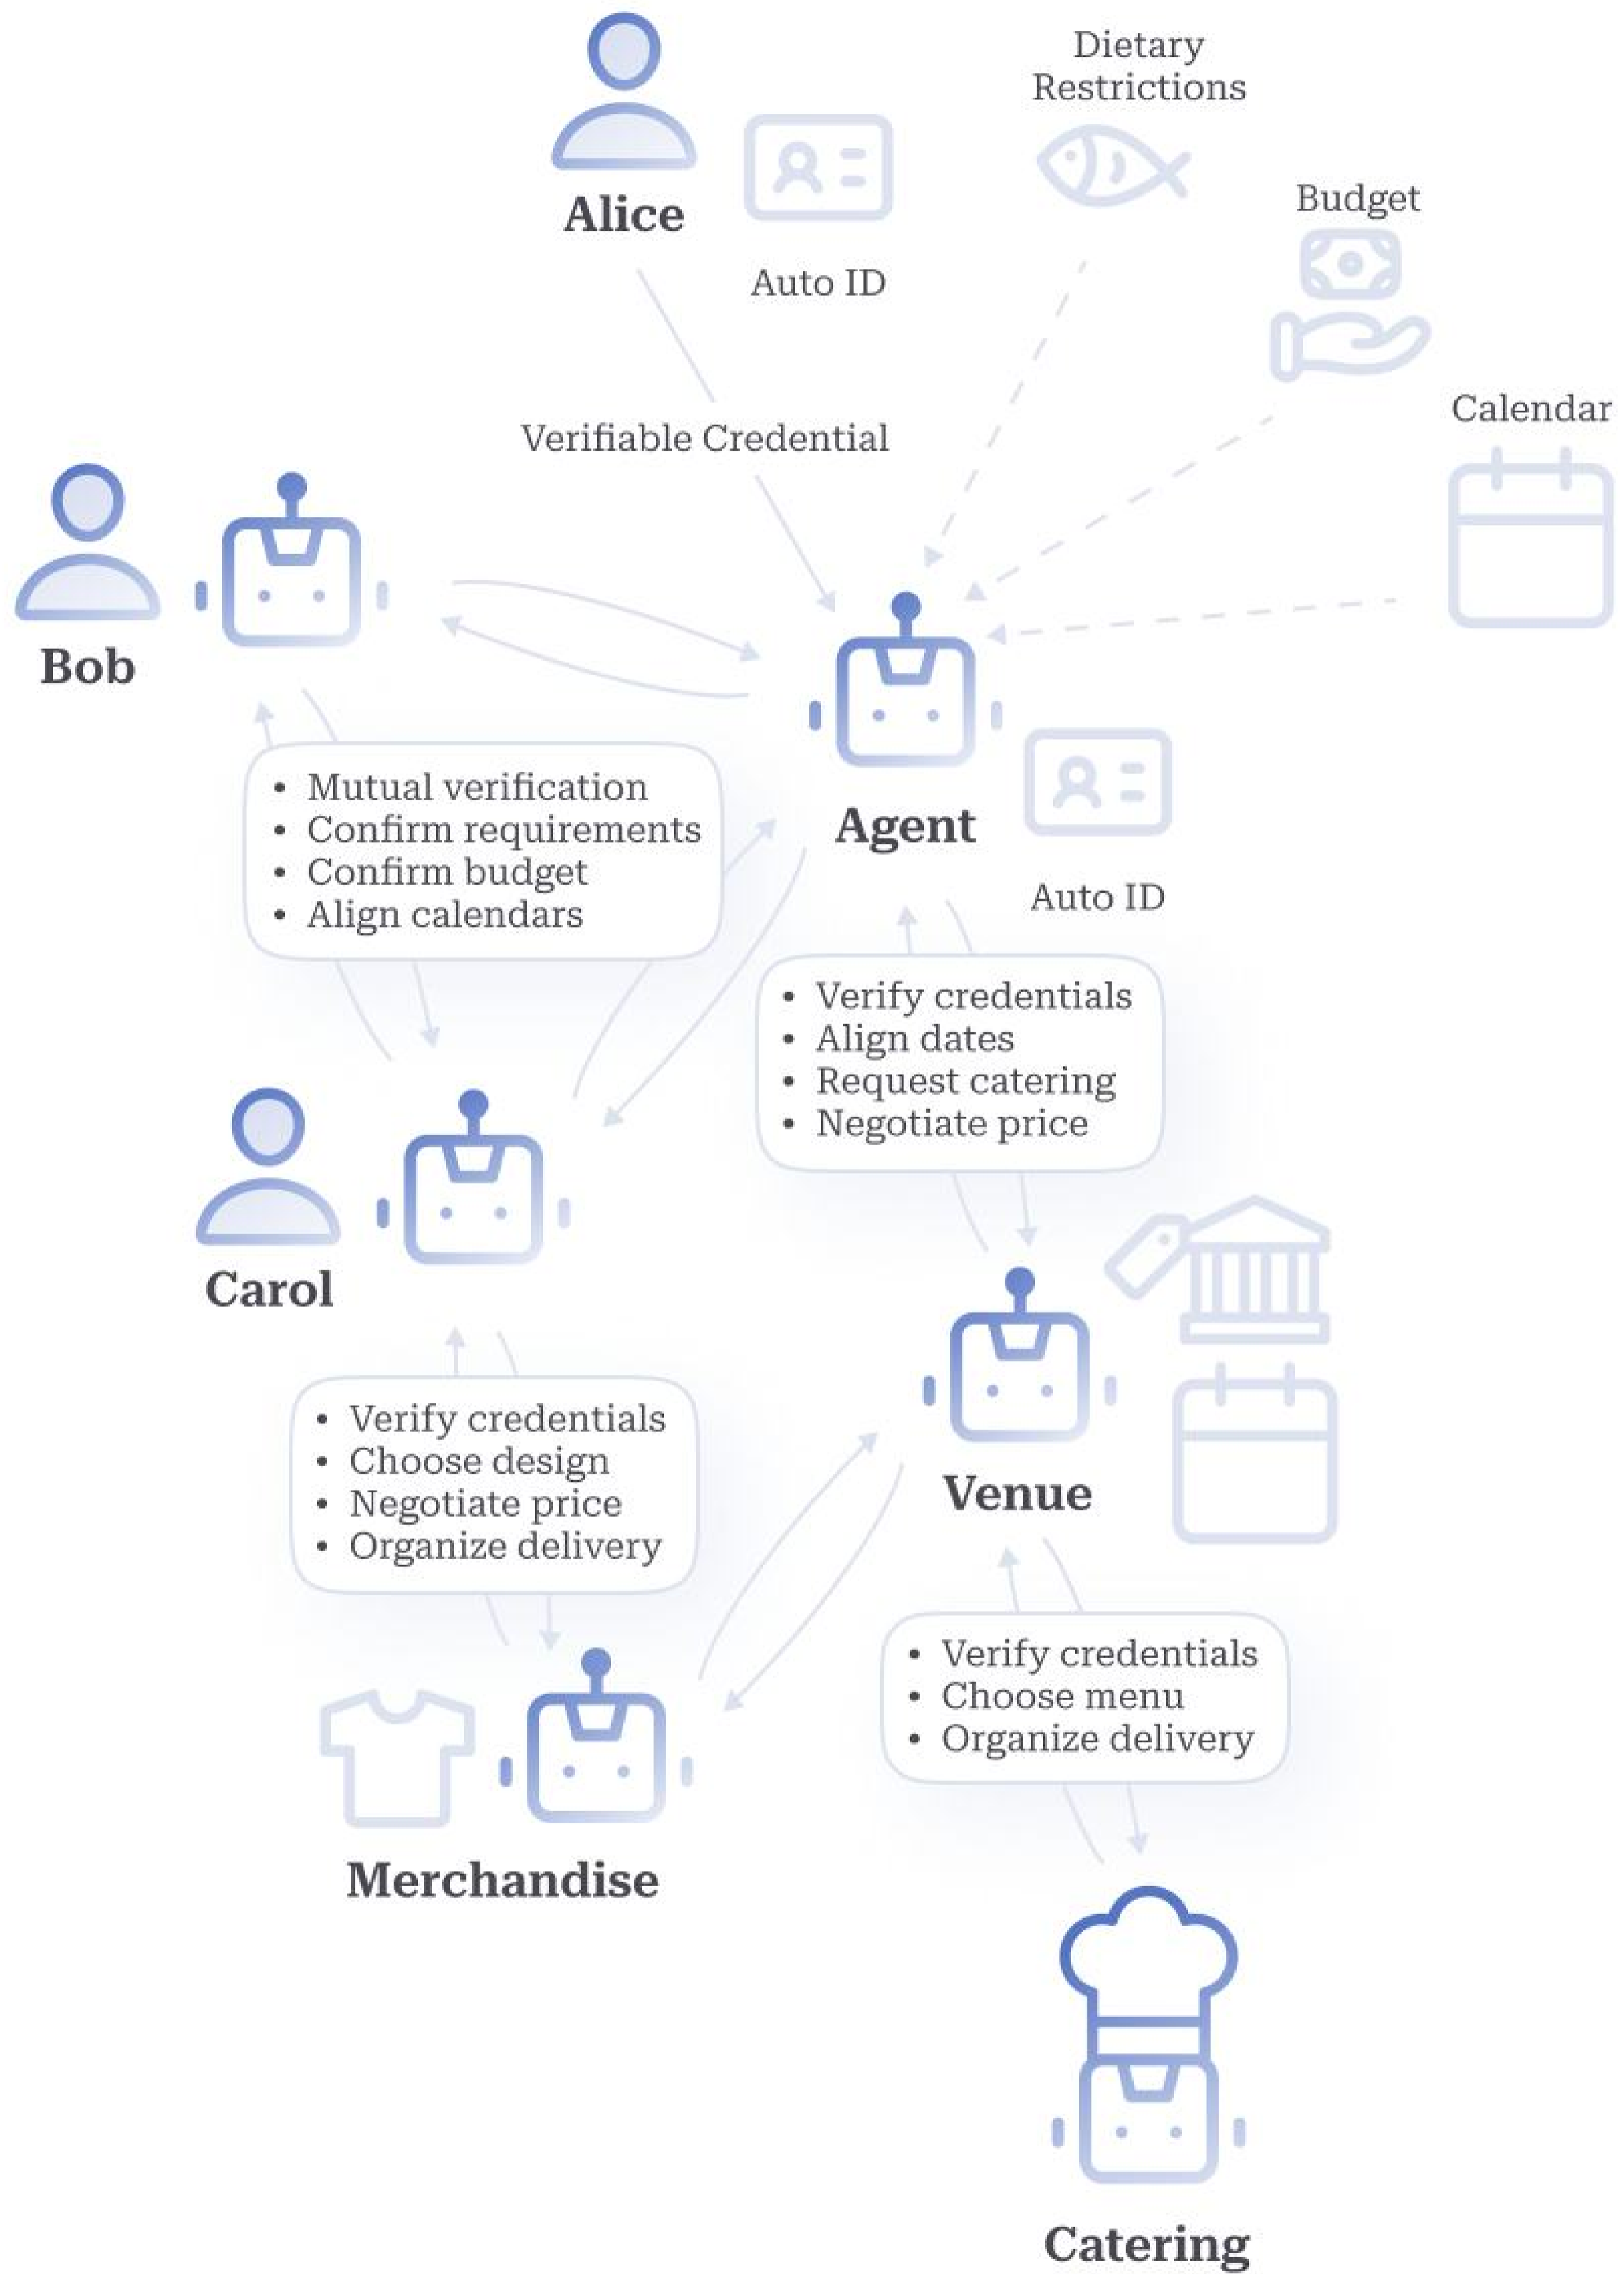 Dietary
Restrictions
Alice
Auto ID
Budget
Calendar
Verifiable Credential
Bob
• Mutual verification
• Confirm requirements
• Confirm budget
• Align calendars
Agent
Auto ID
• Verify credentials
• Align dates
• Request catering
• Negotiate price
Carol
• Verify credentials
• Choose design
• Negotiate price
• Organize delivery
Venue
• Verify credentials
• Choose menu
• Organize delivery
Merchandise
Catering